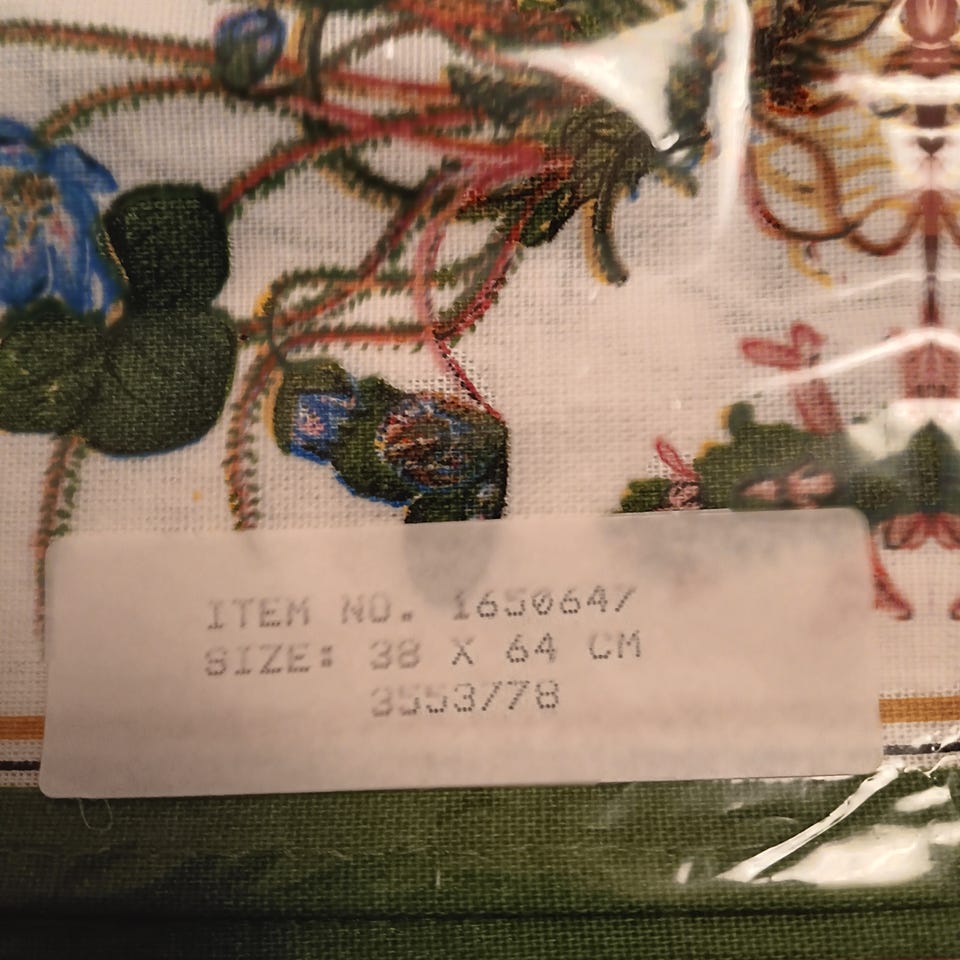 ITEM NO. 1650647
SIZE: 38 X 64 CM
3553778